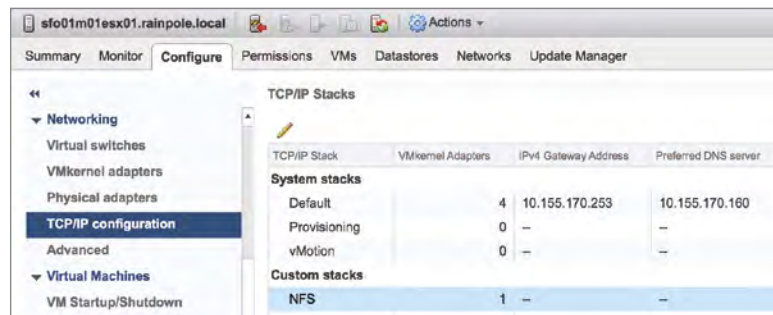 sfo01m01esx01.rainpole.local Actions
Summary Monitor Configure Permissions VMs Datastores Networks Update Manager
Networking
Virtual switches
VMkernel adapters
Physical adapters
TCP/IP configuration
Advanced
Virtual Machines
VM Startup/Shutdown
TCP/IP Stacks
TCP/IP Stack VMkernel Adapters IPv4 Gateway Address Preferred DNS server
System stacks
Default 4 10.155.170.253 10.155.170.160
Provisioning 0 -- --
vMotion 0 -- --
Custom stacks
NFS 1 -- --